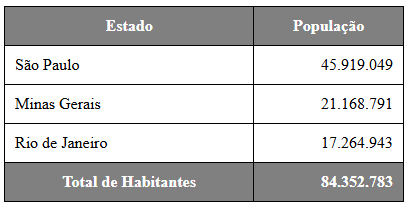 Estado População
São Paulo 45.919.049
Minas Gerais 21.168.791
Rio de Janeiro 17.264.943
Total de Habitantes 84.352.783